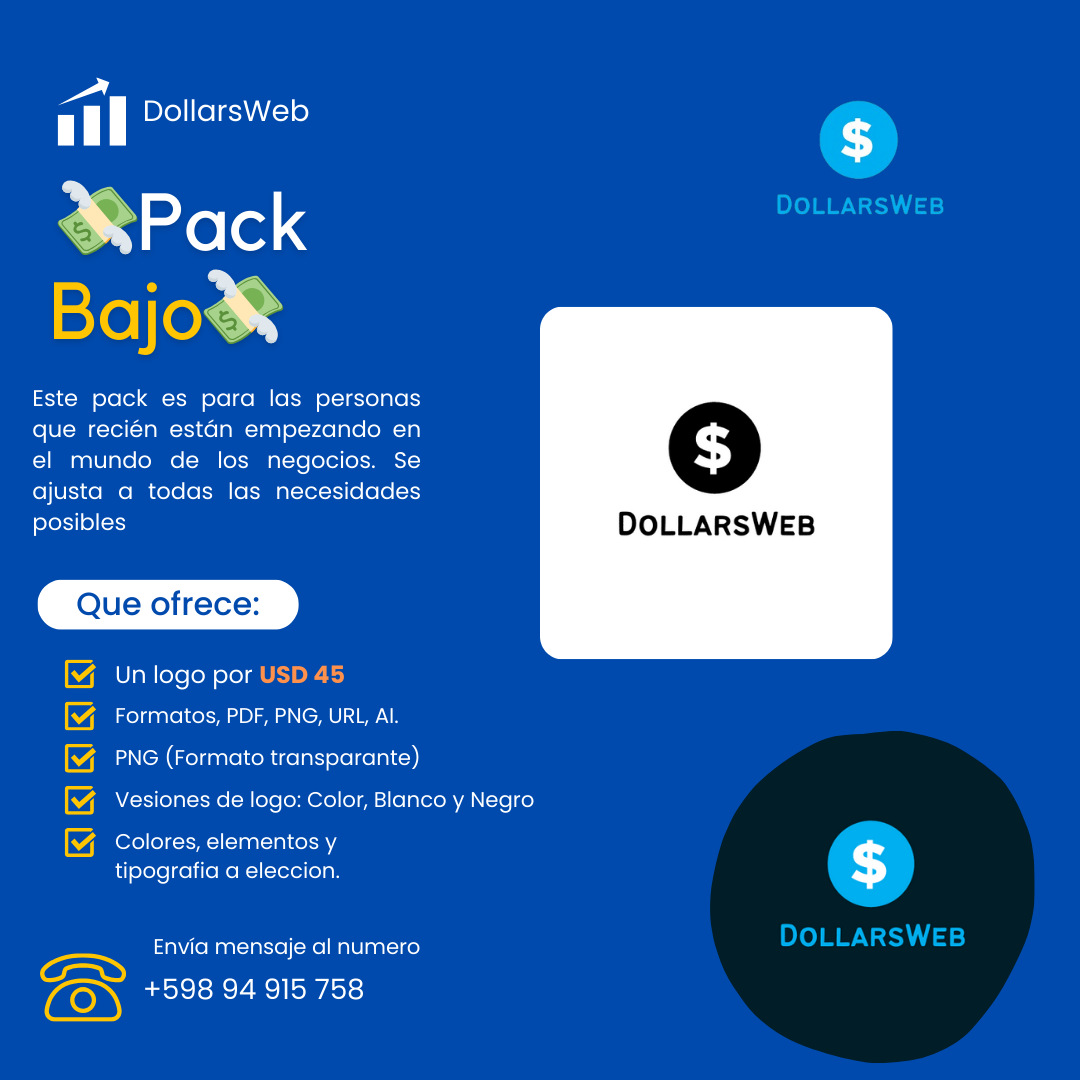 DollarsWeb
💸Pack
Bajo💸
Este pack es para las personas
que recién están empezando en
el mundo de los negocios. Se
ajusta a todas las necesidades
posibles
Que ofrece:
Un logo por USD 45
Formatos, PDF, PNG, URL, AI.
PNG (Formato transparante)
Vesiones de logo: Color, Blanco y Negro
Colores, elementos y
tipografia a eleccion.
Envía mensaje al numero
+598 94 915 758
$
DOLLARSWEB
$
DOLLARSWEB
$
DOLLARSWEB